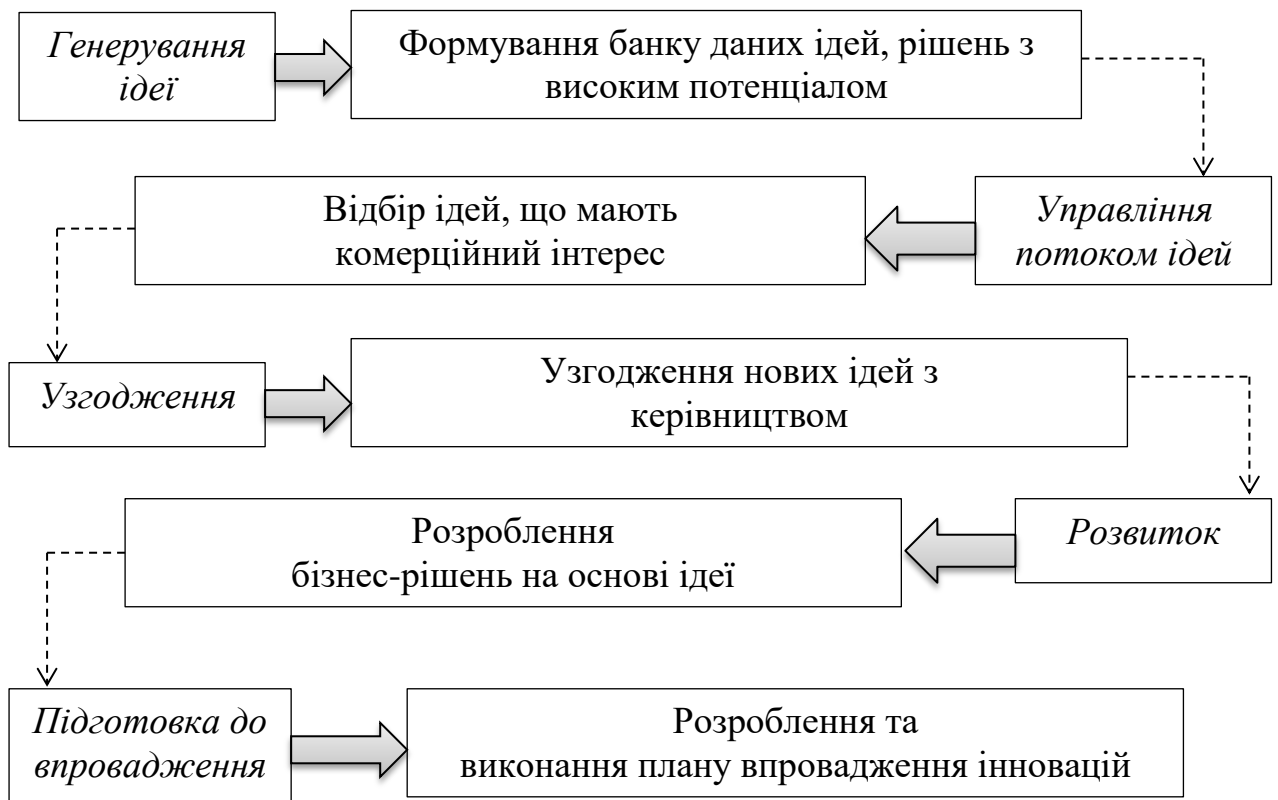 Генерування
ідеї
Формування банку даних ідей, рішень з
високим потенціалом
Відбір ідей, що мають
комерційний інтерес
Управління
потоком ідей
Узгодження
Узгодження нових ідей з
керівництвом
Розроблення
бізнес-рішень на основі ідеї
Розвиток
Підготовка до
впровадження
Розроблення та
виконання плану впровадження інновацій